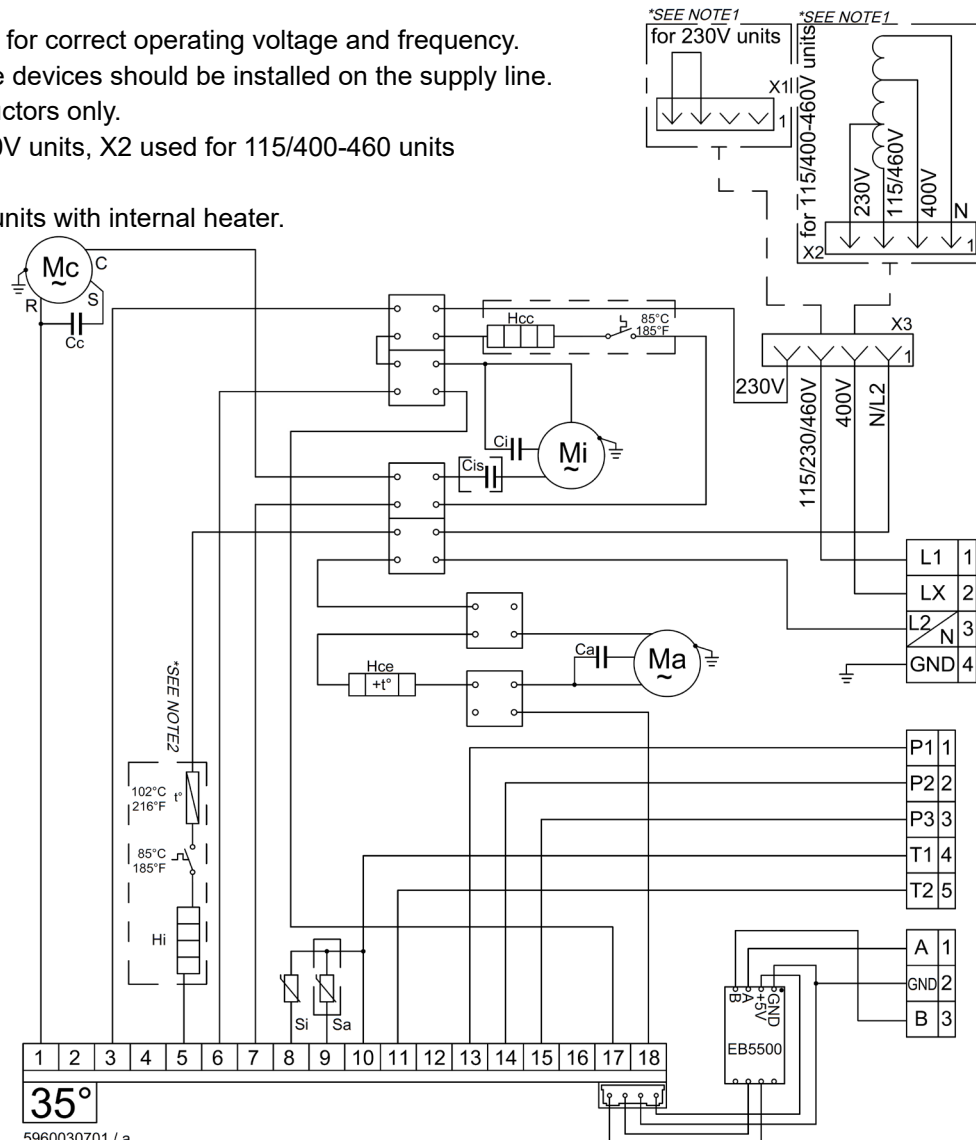 for correct operating voltage and frequency.
devices should be installed on the supply line.
only.
units, X2 used for 115/400-460 units
units with internal heater.
*SEE NOTE1
for 230V units
X1
1
*SEE NOTE1
for 115/400-460V units
230V
115/460V
400V
N
X2
1
X3
1
230V
115/230/460V
400V
N/L2
Mc
~
C
R
S
Cc
Hcc
85°C
185°F
Ci
Mi
~
Cis
L1 1
LX 2
L2/N 3
GND 4
Ca
Ma
~
Hce
+t°
*SEE NOTE2
102°C
216°F
t°
85°C
185°F
Hi
P1 1
P2 2
P3 3
T1 4
T2 5
A 1
GND 2
B 3
Si
Sa
B
A
+5V
GND
EB5500
1 2 3 4 5 6 7 8 9 10 11 12 13 14 15 16 17 18
35°
5960030701 / a